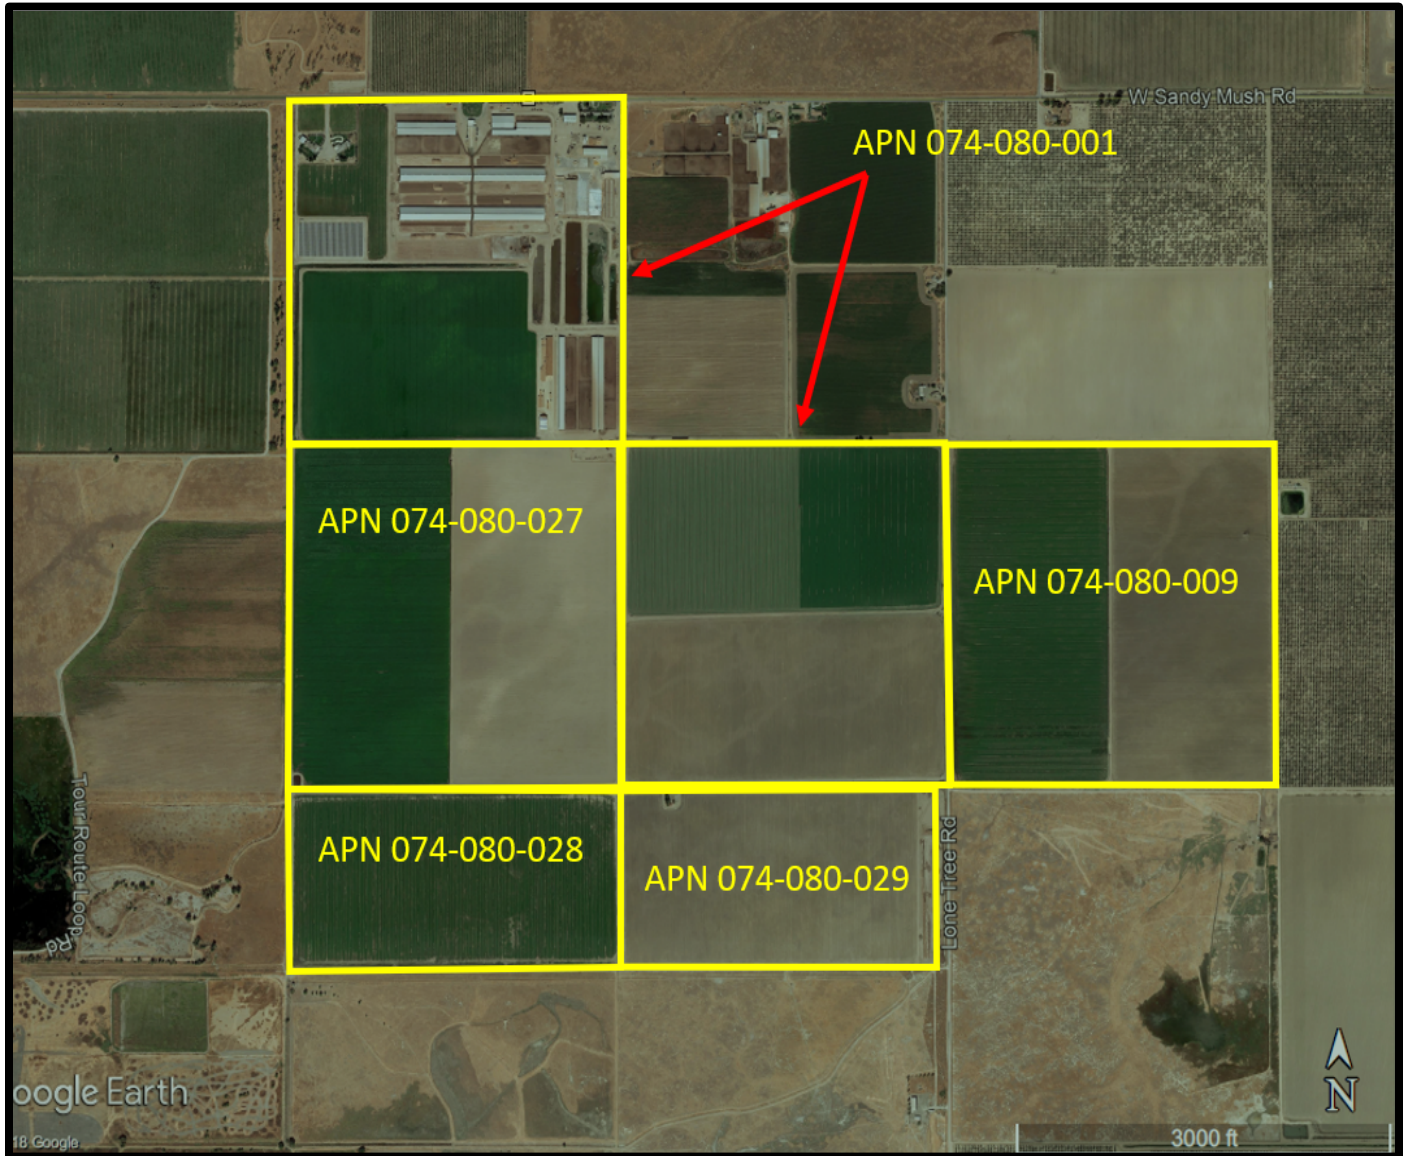 W Sandy Mush Rd
APN 074-080-001
APN 074-080-027
APN 074-080-009
Tour Route Loop Rd
APN 074-080-028
APN 074-080-029
Lone Tree Rd
oogle Earth
N
18 Google
3000 ft